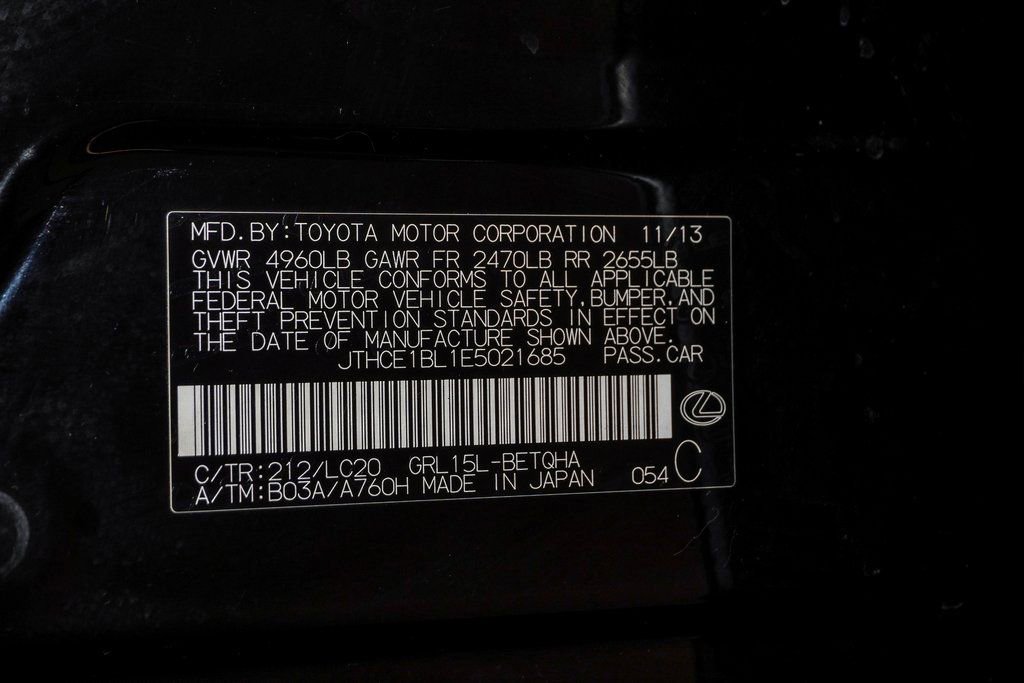 MFD. BY: TOYOTA MOTOR CORPORATION 11/13
GVWR 4960LB GAWR FR 2470LB RR 2655LB
THIS VEHICLE CONFORMS TO ALL APPLICABLE
FEDERAL MOTOR VEHICLE SAFETY, BUMPER, AND
THEFT PREVENTION STANDARDS IN EFFECT ON
THE DATE OF MANUFACTURE SHOWN ABOVE.
JTHCE1BL1E5021685 PASS.CAR
C/TR:212/LC20 GRL15L-BETQHA
A/TM:B03A/A760H MADE IN JAPAN 054 C